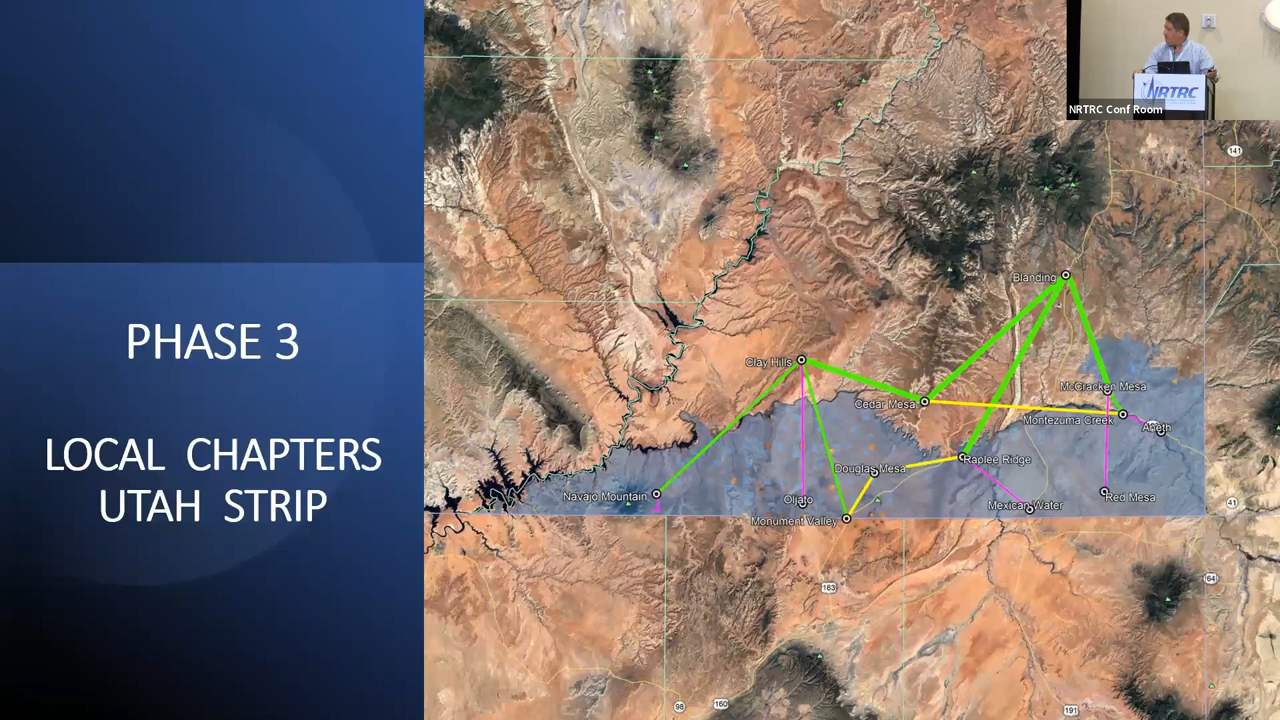 PHASE 3
LOCAL CHAPTERS
UTAH STRIP
NRTRC
NRTRC Conf Room
141
Blanding
Clay Hills
McCracken Mesa
Cedar Mesa
Montezuma Creek
Aneth
Raplee Ridge
Douglas Mesa
Navajo Mountain
Oljato
Red Mesa
41
Mexican Water
Monument Valley
163
64
98
160
191